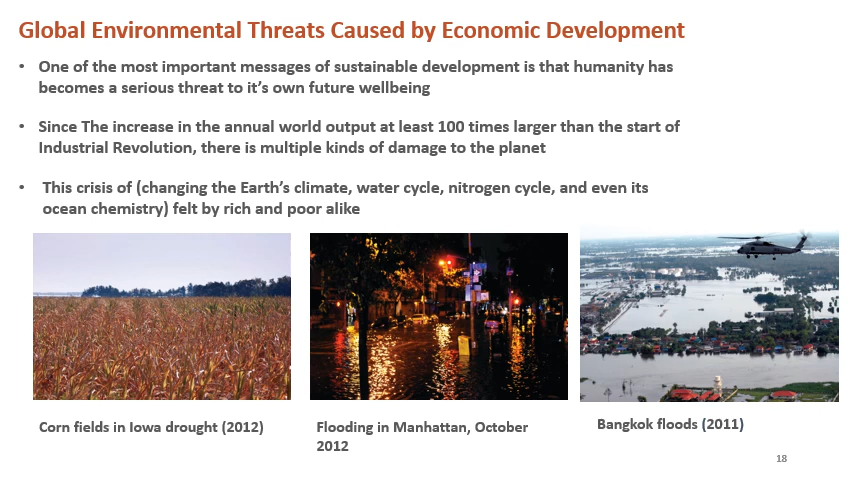 Global Environmental Threats Caused by Economic Development
• One of the most important messages of sustainable development is that humanity has
becomes a serious threat to it's own future wellbeing
• Since The increase in the annual world output at least 100 times larger than the start of
Industrial Revolution, there is multiple kinds of damage to the planet
• This crisis of (changing the Earth's climate, water cycle, nitrogen cycle, and even its
ocean chemistry) felt by rich and poor alike
Corn fields in Iowa drought (2012)
Flooding in Manhattan, October
2012
Bangkok floods (2011)
18